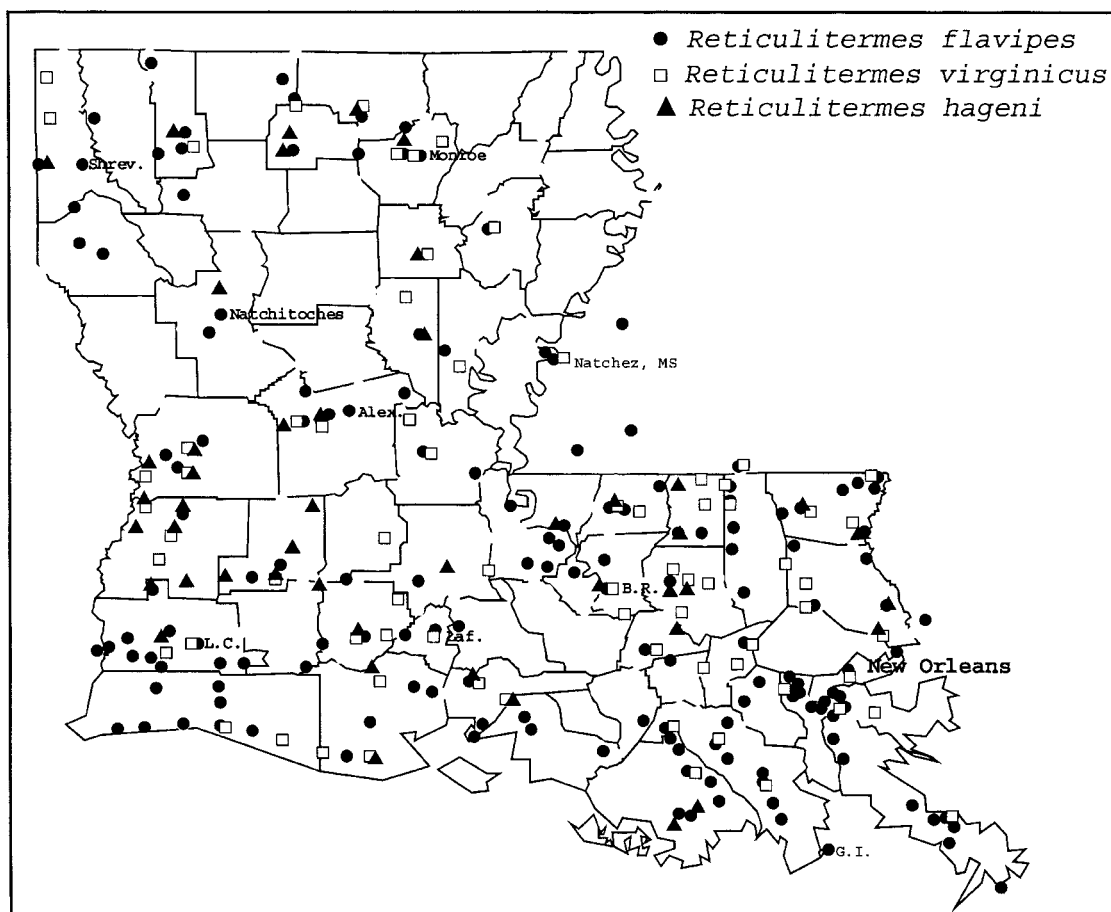 Reticulitermes flavipes
Reticulitermes virginicus
Reticulitermes hageni
Shrev.
Monroe
Natchitoches
Natchez, MS
Alex.
B.R.
L.C.
Laf.
New Orleans
G.I.